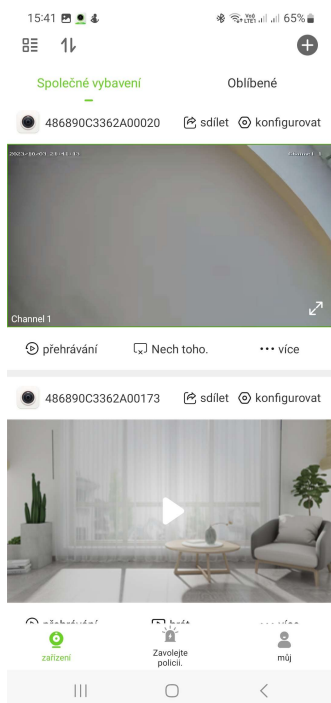 15:41
65%
Společné vybavení
Oblíbené
486890C3362A00020 sdílet konfigurovat
Channel 1
Channel 1
přehrávání Nech toho. více
486890C3362A00173 sdílet konfigurovat
zařízení
Zavolejte
policii.
můj